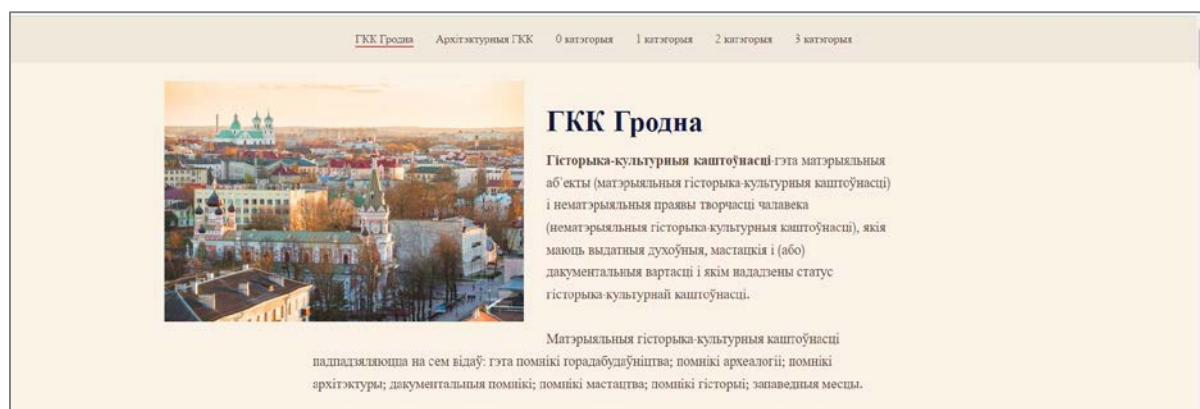 ГКК Гродна Архітэктурныя ГКК 0 катэгорыя 1 катэгорыя 2 катэгорыя 3 катэгорыя
ГКК Гродна
Гісторыка-культурныя каштоўнасці-гэта матэрыяльныя
аб'екты (матэрыяльныя гісторыка-культурныя каштоўнасці)
і нематэрыяльныя праявы творчасці чалавека
(нематэрыяльныя гісторыка-культурныя каштоўнасці), якія
маюць выдатныя духоўныя, мастацкія і (або)
дакументальныя вартасці і якім нададзены статус
гісторыка-культурнай каштоўнасці.
Матэрыяльныя гісторыка-культурныя каштоўнасці
падпадзяляюцца на сем відаў: гэта помнікі горадабудаўніцтва; помнікі археалогіі; помнікі
архітэктуры; дакументальныя помнікі; помнікі мастацтва; помнікі гісторыі; запаведныя месцы.